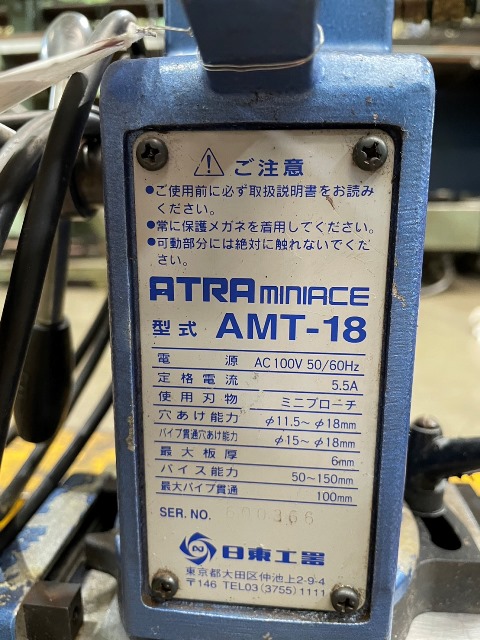 ご注意
●ご使用前に必ず取扱説明書をお読み
ください。
●常に保護メガネを着用してください。
●可動部分には絶対に触れないでくだ
さい。
ATRA MINIACE
型式 AMT-18
電源 AC100V 50/60Hz
定格電流 5.5A
使用刃物 ミニブローチ
穴あけ能力 φ11.5~φ18mm
パイプ貫通穴あけ能力 φ15~φ18mm
最大板厚 6mm
バイス能力 50~150mm
最大パイプ貫通 100mm
SER. NO.
日東工器
東京都大田区仲池上2-9-4
〒146 TEL03(3755)1111